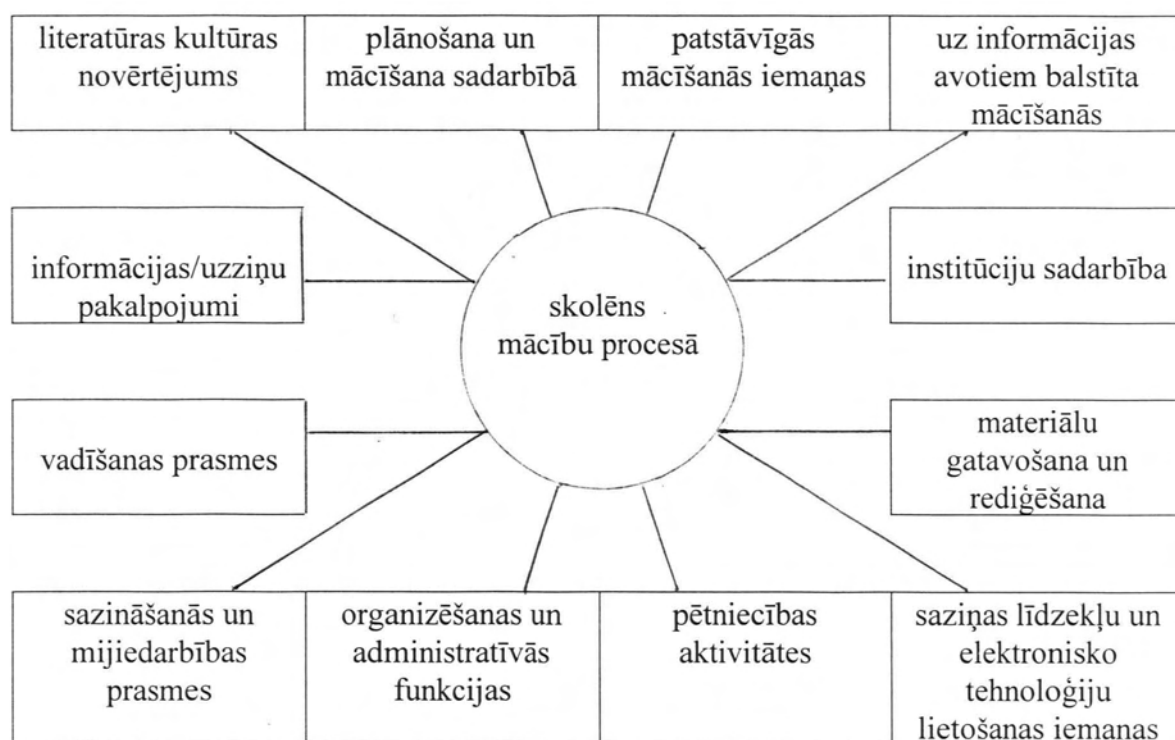 literatūras kultūras
novērtējums
plānošana un
mācīšana sadarbībā
patstāvīgās
mācīšanās iemaņas
uz informācijas
avotiem balstīta
mācīšanās
informācijas/uzziņu
pakalpojumi
skolēns
mācību procesā
institūciju sadarbība
vadīšanas prasmes
materiālu
gatavošana un
rediģēšana
sazināšanās un
mijiedarbības
prasmes
organizēšanas un
administratīvās
funkcijas
pētniecības
aktivitātes
saziņas līdzekļu un
elektronisko
tehnoloģiju
lietošanas iemaņas